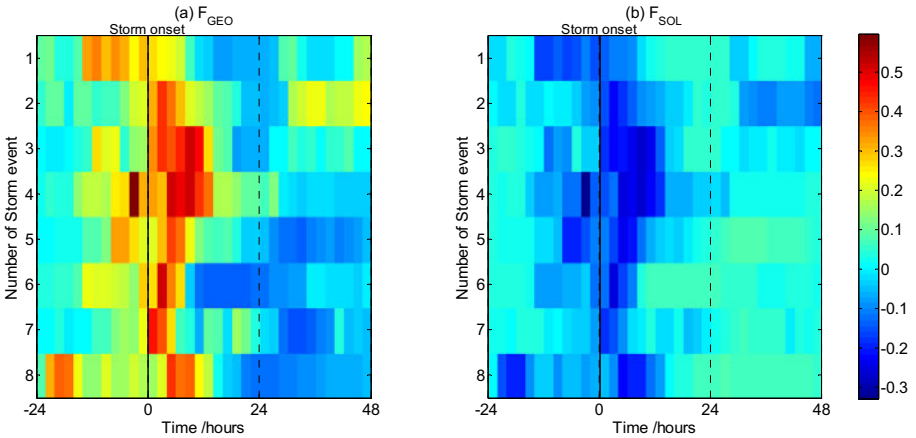 (a) F_GEO
(b) F_SOL
Storm onset
Storm onset
Number of Storm event
1
2
3
4
5
6
7
8
-24 0 24 48
Time /hours
Number of Storm event
1
2
3
4
5
6
7
8
-24 0 24 48
Time /hours
0.5
0.4
0.3
0.2
0.1
0
-0.1
-0.2
-0.3